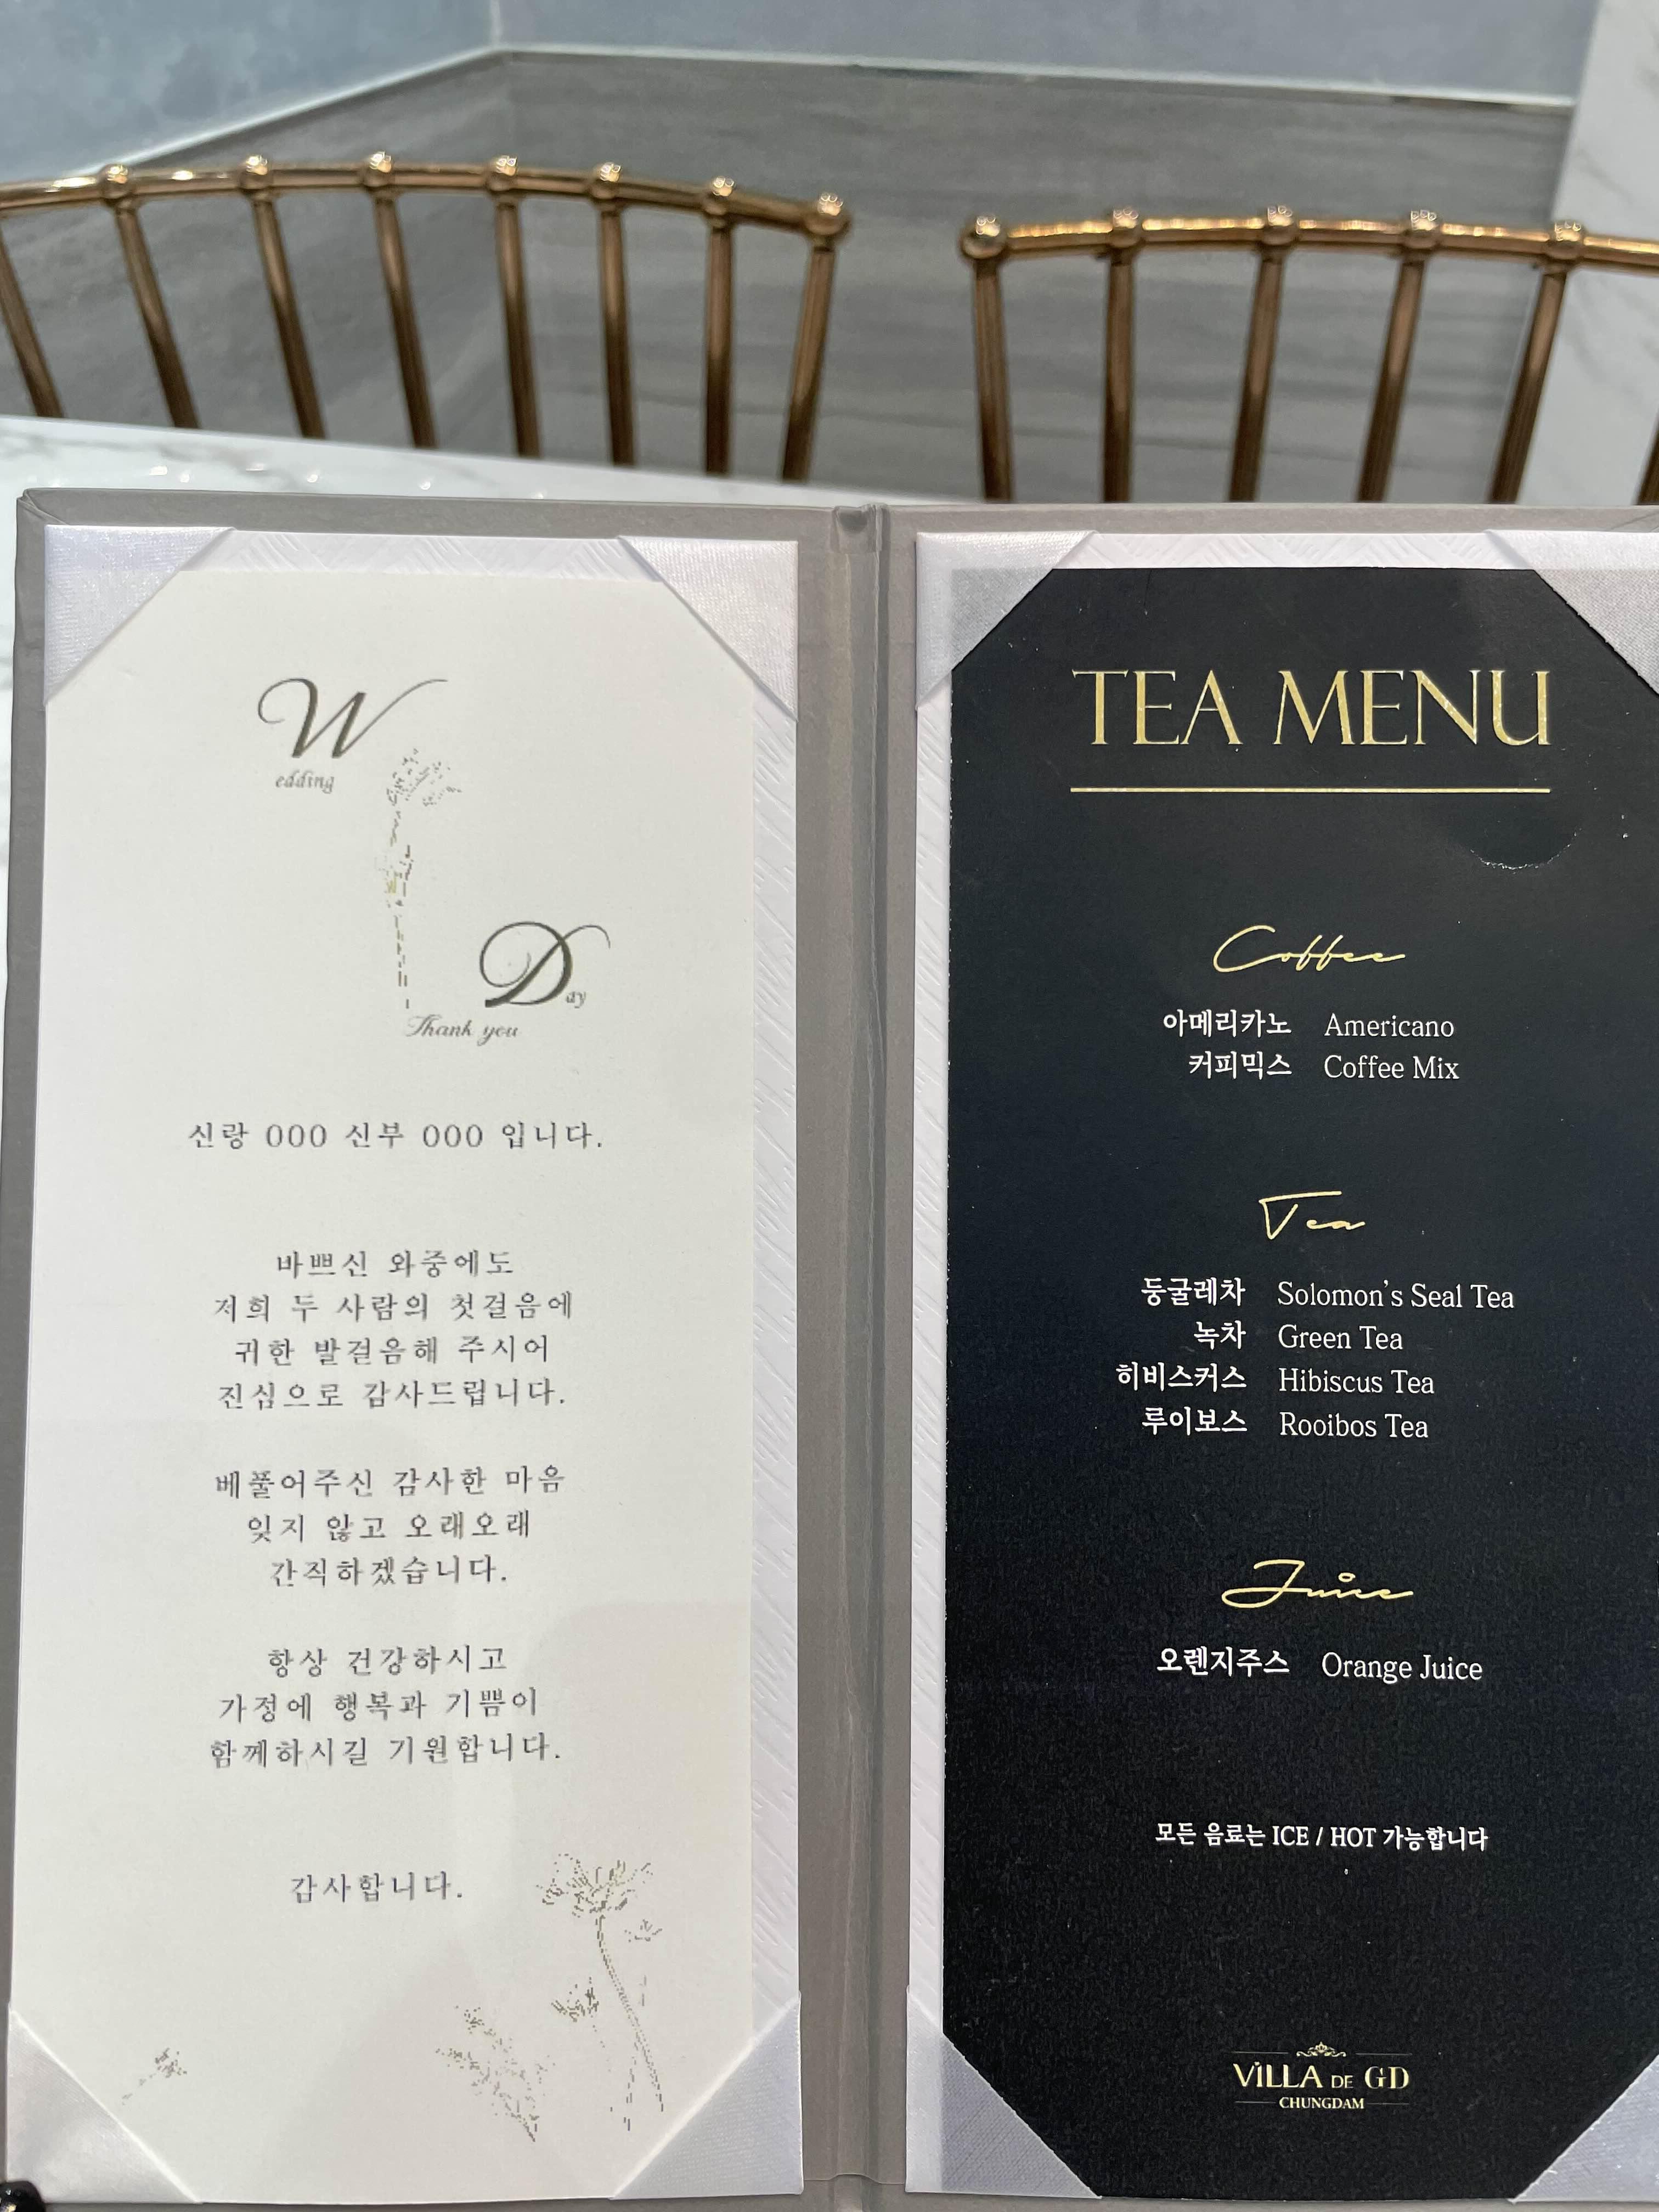 Wedding
Day
Thank you
신랑 OOO 신부 OOO 입니다.
바쁘신 와중에도
저희 두 사람의 첫걸음에
귀한 발걸음해 주시어
진심으로 감사드립니다.
베풀어주신 감사한 마음
잊지 않고 오래오래
간직하겠습니다.
항상 건강하시고
가정에 행복과 기쁨이
함께하시길 기원합니다.
감사합니다.
TEA MENU
Coffee
아메리카노 Americano
커피믹스 Coffee Mix
Tea
둥굴레차 Solomon's Seal Tea
녹차 Green Tea
히비스커스 Hibiscus Tea
루이보스 Rooibos Tea
Juice
오렌지주스 Orange Juice
모든 음료는 ICE / HOT 가능합니다
ViLLA DE GD
CHUNGDAM